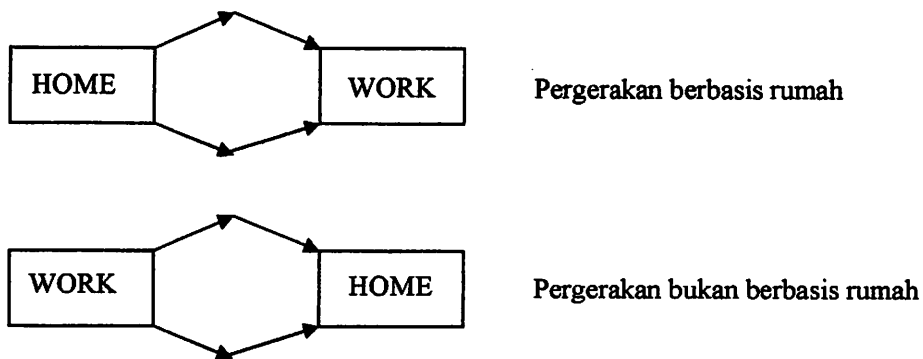 HOME
WORK
Pergerakan berbasis rumah
WORK
HOME
Pergerakan bukan berbasis rumah